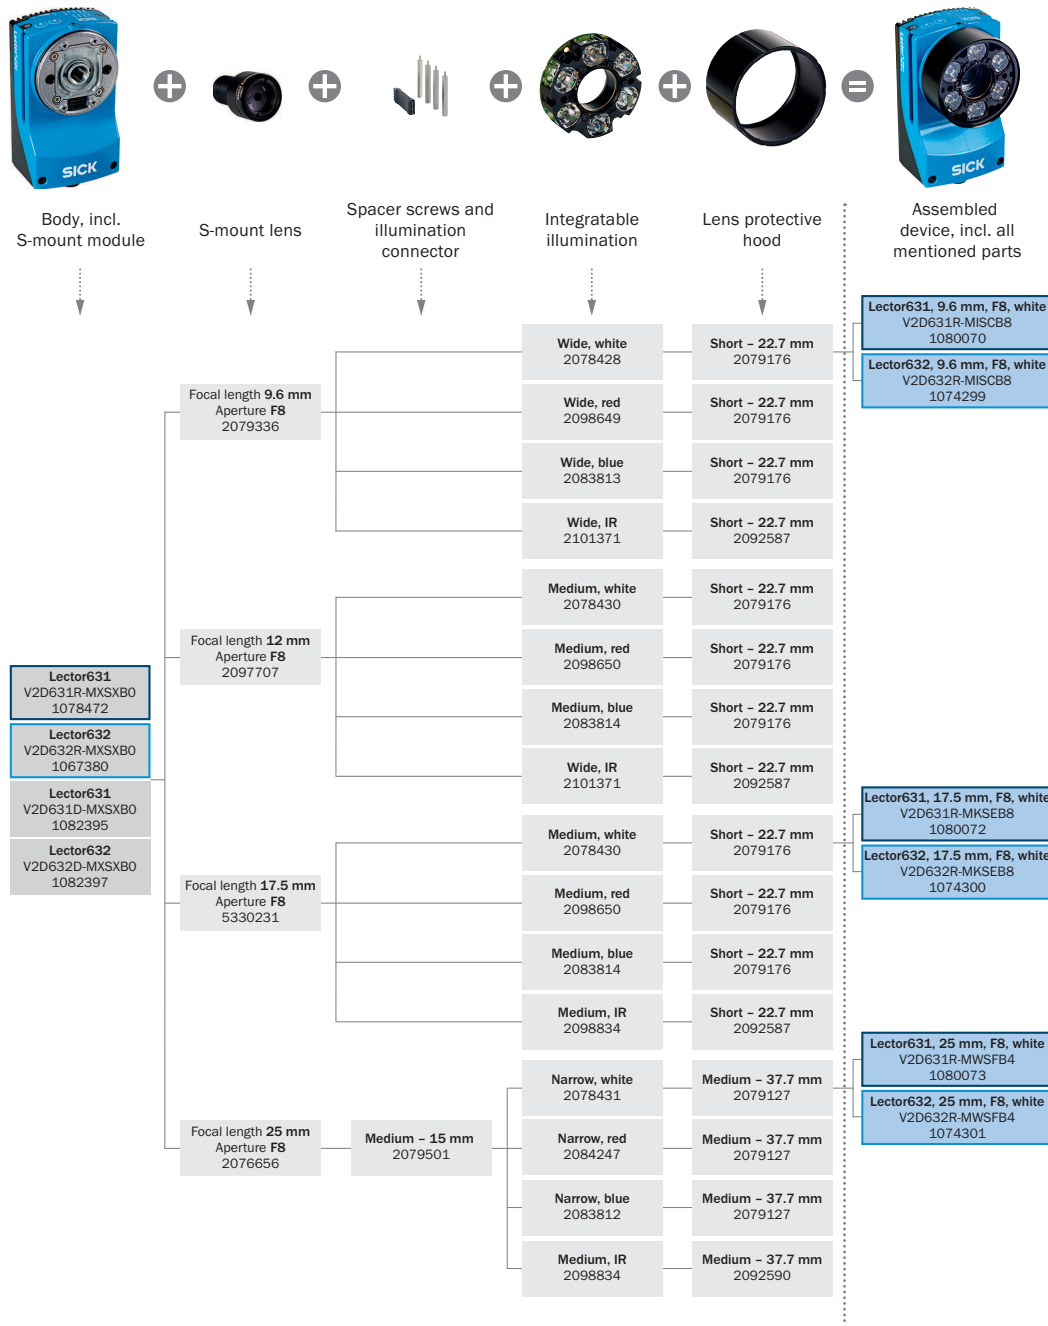 SICK
SICK
Body, incl.
S-mount module
S-mount lens
Spacer screws and
illumination
connector
Integratable
illumination
Lens protective
hood
Assembled
device, incl. all
mentioned parts
Lector631
V2D631R-MXSXB0
1078472
Lector632
V2D632R-MXSXB0
1067380
Lector631
V2D631D-MXSXB0
1082395
Lector632
V2D632D-MXSXB0
1082397
Focal length 9.6 mm
Aperture F8
2079336
Wide, white
2078428
Short – 22.7 mm
2079176
Lector631, 9.6 mm, F8, white
V2D631R-MISCB8
1080070
Lector632, 9.6 mm, F8, white
V2D632R-MISCB8
1074299
Wide, red
2098649
Short – 22.7 mm
2079176
Wide, blue
2083813
Short – 22.7 mm
2079176
Wide, IR
2101371
Short – 22.7 mm
2092587
Focal length 12 mm
Aperture F8
2097707
Medium, white
2078430
Short – 22.7 mm
2079176
Medium, red
2098650
Short – 22.7 mm
2079176
Medium, blue
2083814
Short – 22.7 mm
2079176
Wide, IR
2101371
Short – 22.7 mm
2092587
Focal length 17.5 mm
Aperture F8
5330231
Medium, white
2078430
Short – 22.7 mm
2079176
Lector631, 17.5 mm, F8, white
V2D631R-MKSEB8
1080072
Lector632, 17.5 mm, F8, white
V2D632R-MKSEB8
1074300
Medium, red
2098650
Short – 22.7 mm
2079176
Medium, blue
2083814
Short – 22.7 mm
2079176
Medium, IR
2098834
Short – 22.7 mm
2092587
Focal length 25 mm
Aperture F8
2076656
Medium – 15 mm
2079501
Narrow, white
2078431
Medium – 37.7 mm
2079127
Lector631, 25 mm, F8, white
V2D631R-MWSFB4
1080073
Lector632, 25 mm, F8, white
V2D632R-MWSFB4
1074301
Narrow, red
2084247
Medium – 37.7 mm
2079127
Narrow, blue
2083812
Medium – 37.7 mm
2079127
Medium, IR
2098834
Medium – 37.7 mm
2092590